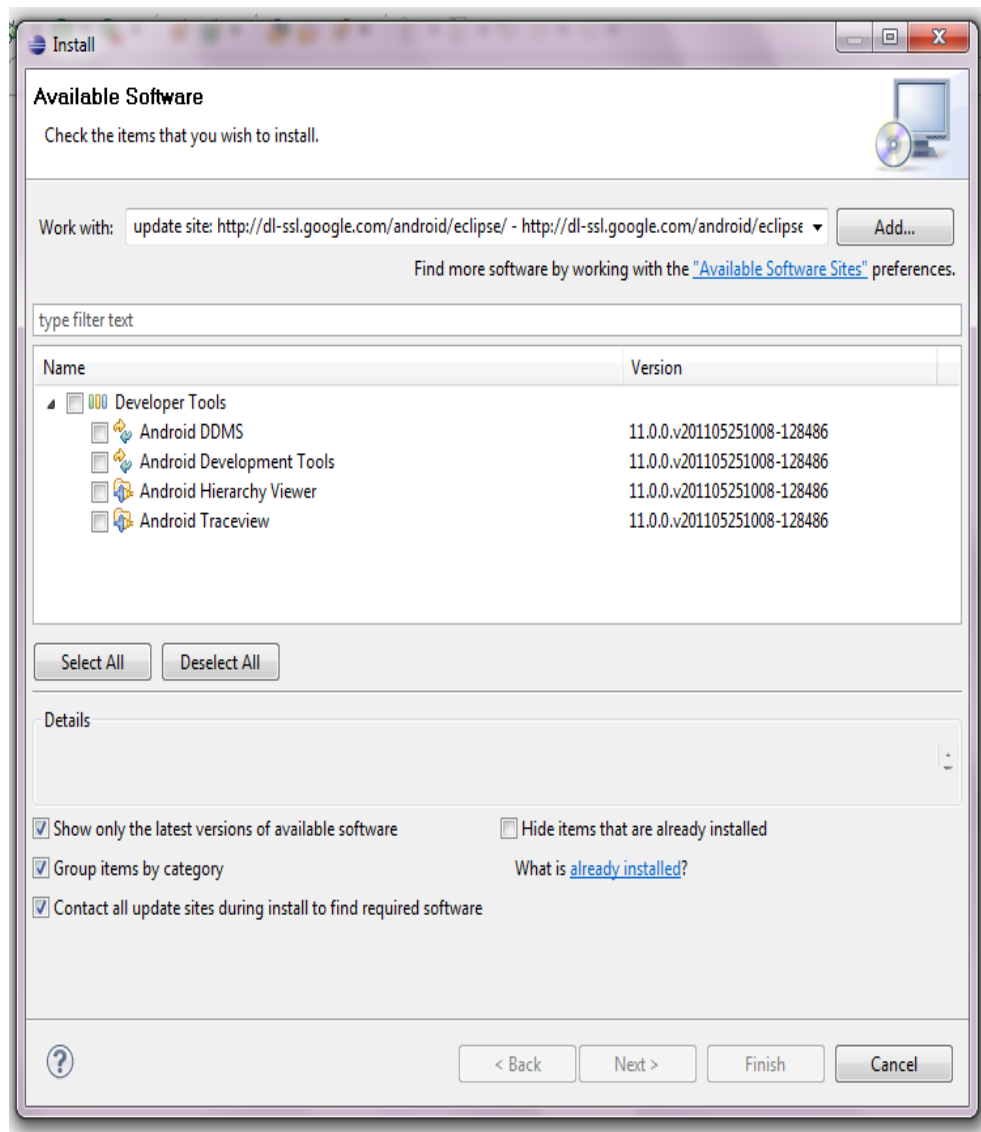 Install
Available Software
Check the items that you wish to install.
Work with: update site: http://dl-ssl.google.com/android/eclipse/ - http://dl-ssl.google.com/android/eclipse Add...
Find more software by working with the "Available Software Sites" preferences.
type filter text
Name Version
Developer Tools
Android DDMS 11.0.0.v201105251008-128486
Android Development Tools 11.0.0.v201105251008-128486
Android Hierarchy Viewer 11.0.0.v201105251008-128486
Android Traceview 11.0.0.v201105251008-128486
Select All Deselect All
Details
Show only the latest versions of available software Hide items that are already installed
Group items by category What is already installed?
Contact all update sites during install to find required software
? < Back Next > Finish Cancel